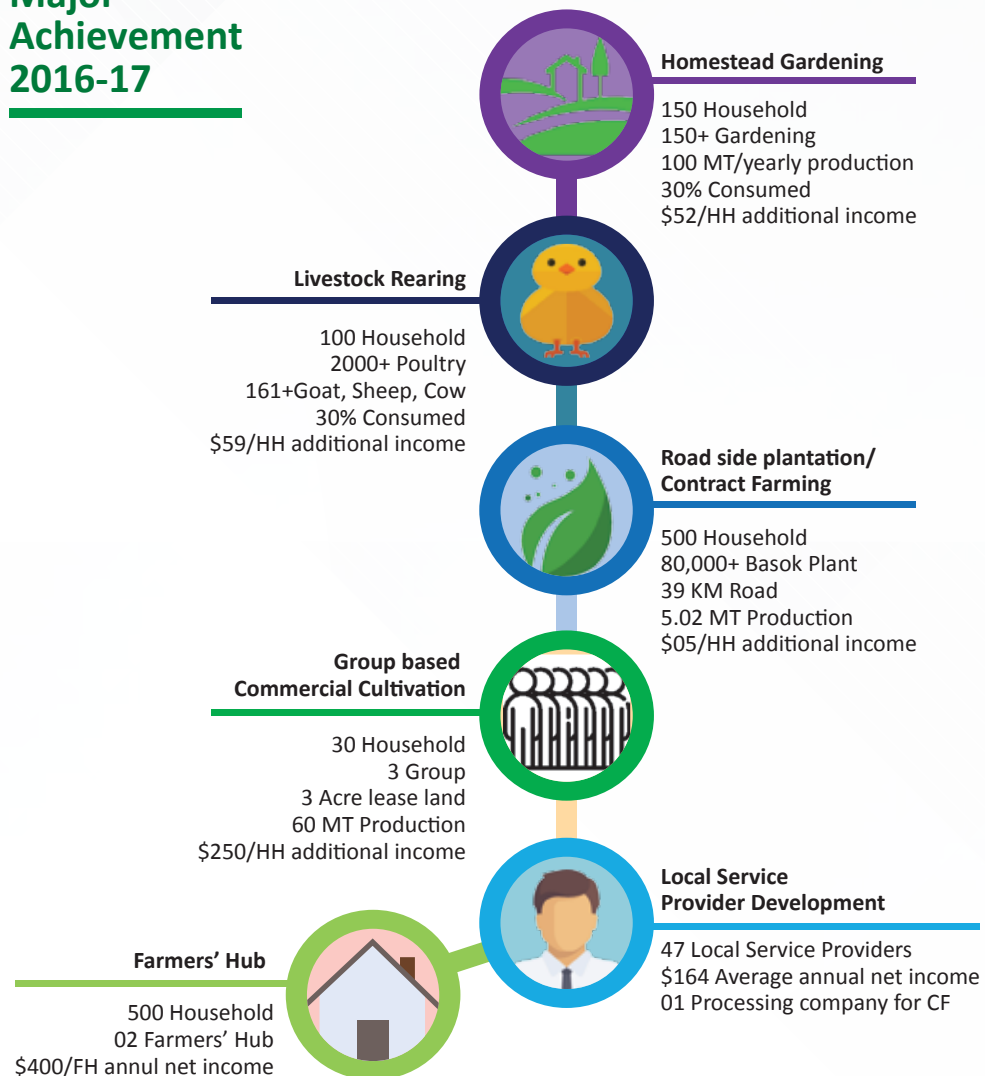 Major
Achievement
2016-17
Homestead Gardening
150 Household
150+ Gardening
100 MT/yearly production
30% Consumed
$52/HH additional income
Livestock Rearing
100 Household
2000+ Poultry
161+Goat, Sheep, Cow
30% Consumed
$59/HH additional income
Road side plantation/
Contract Farming
500 Household
80,000+ Basok Plant
39 KM Road
5.02 MT Production
$05/HH additional income
Group based
Commercial Cultivation
30 Household
3 Group
3 Acre lease land
60 MT Production
$250/HH additional income
Local Service
Provider Development
47 Local Service Providers
$164 Average annual net income
01 Processing company for CF
Farmers’ Hub
500 Household
02 Farmers’ Hub
$400/FH annul net income